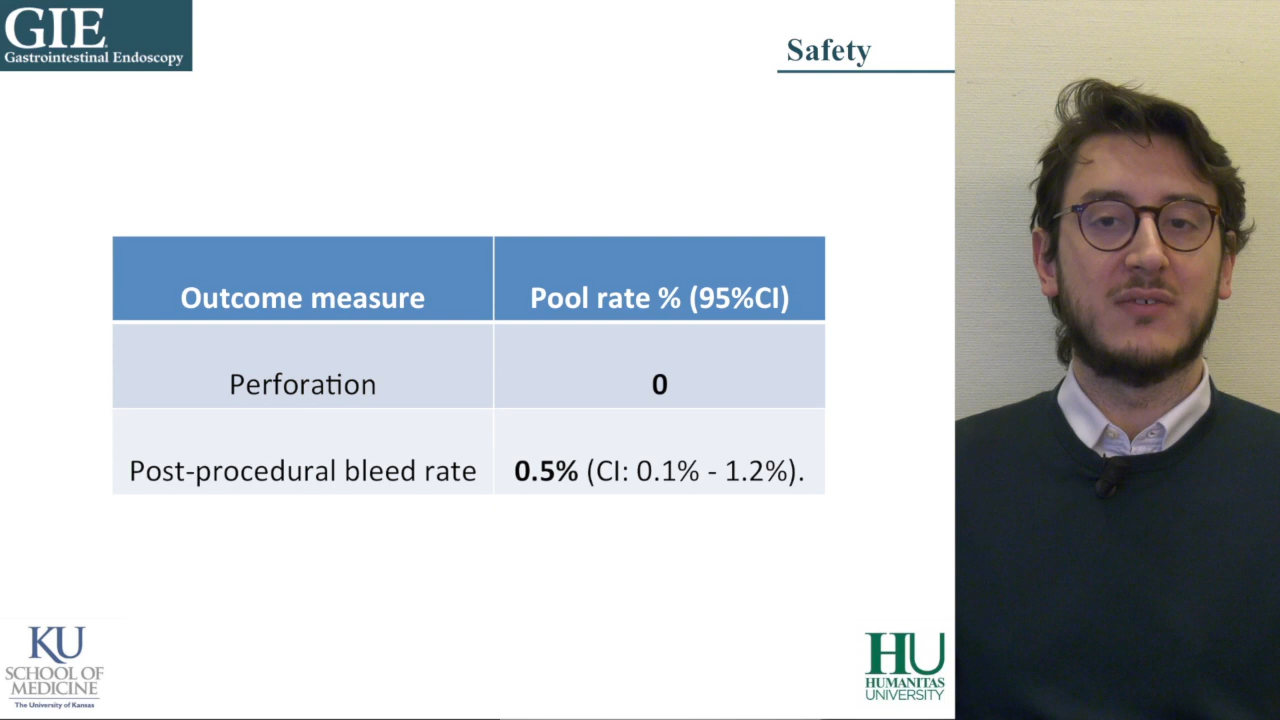 GIE
Gastrointestinal Endoscopy
Safety
Outcome measure
Pool rate % (95%CI)
Perforation
0
Post-procedural bleed rate
0.5% (CI: 0.1% - 1.2%).
KU
SCHOOL OF
MEDICINE
The University of Kansas
HU
HUMANITAS
UNIVERSITY